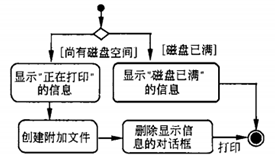 [尚有磁盘空间]
[磁盘已满]
显示"正在打印"
的信息
显示"磁盘已满"
的信息
创建附加文件
删除显示信
息的对话框
打印